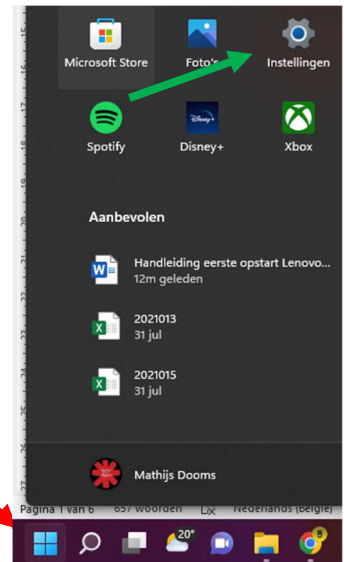 Microsoft Store Foto's Instellingen
Disney+
Spotify Disney+ Xbox
Aanbevolen
Handleiding eerste opstart Lenovo...
12m geleden
2021013
31 jul
2021015
31 jul
Mathijs Dooms
Pagina 1 van 6 657 woorden Nederlands (België)
20°